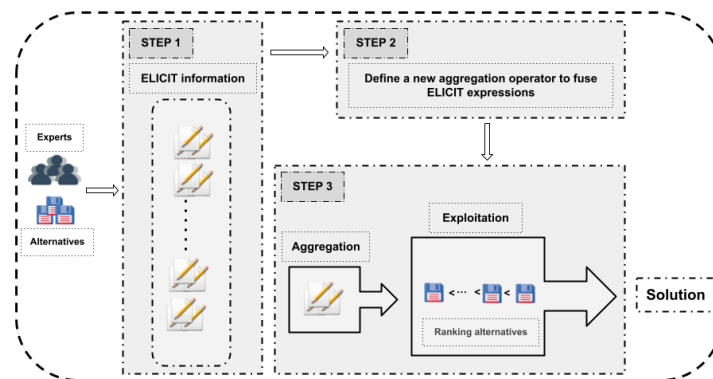 STEP 1
ELICIT information
Experts
Alternatives
STEP 2
Define a new aggregation operator to fuse
ELICIT expressions
STEP 3
Aggregation
Exploitation
< ··· < <
Ranking alternatives
Solution